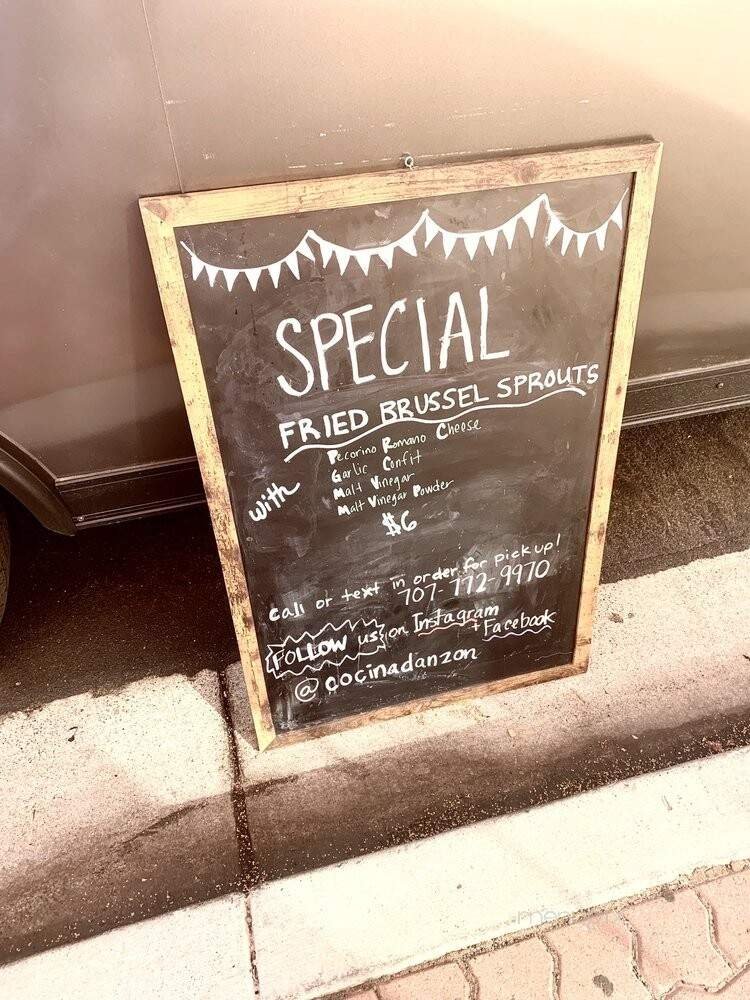 SPECIAL
FRIED BRUSSEL SPROUTS
with
Pecorino Romano Cheese
Garlic Confit
Malt Vinegar
Malt Vinegar Powder
$6
Call or text in order for pick up!
707-772-9970
FOLLOW us on Instagram
+ Facebook
@cocinadanzon